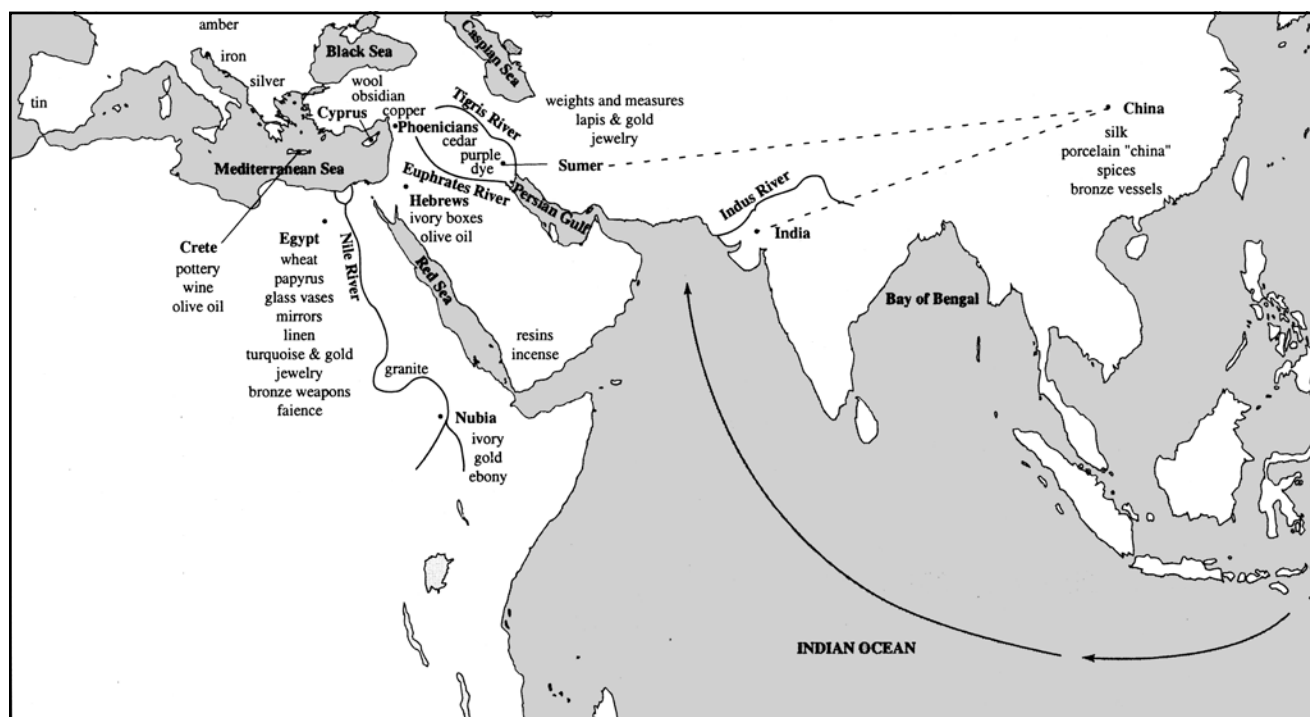 amber
Black Sea
Caspian Sea
iron
silver
tin
wool
obsidian
copper
Cyprus
Phoenicians
cedar
purple
dye
Tigris River
weights and measures
lapis & gold
jewelry
China
silk
porcelain "china"
spices
bronze vessels
Mediterranean Sea
Sumer
Euphrates River
Persian Gulf
Hebrews
ivory boxes
olive oil
Indus River
India
Crete
pottery
wine
olive oil
Egypt
wheat
papyrus
glass vases
mirrors
linen
turquoise & gold
jewelry
bronze weapons
faience
Nile River
Red Sea
Bay of Bengal
resins
incense
granite
Nubia
ivory
gold
ebony
INDIAN OCEAN